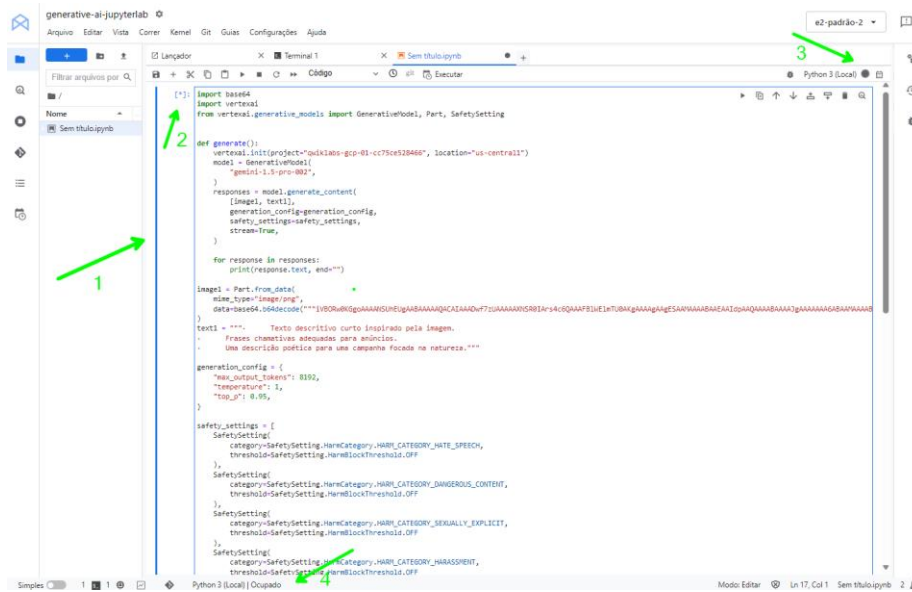 generative-ai-jupyterlab
Arquivo Editar Vista Correr Kernel Git Guias Configurações Ajuda
e2-padrão-2
3
+
Lançador
Terminal 1
Sem título.ipynb
+
Filtrar arquivos por
Código
Executar
Python 3 (Local)
/
Nome
Sem título.ipynb
[*]:
2
1
import base64
import vertexai
from vertexai.generative_models import GenerativeModel, Part, SafetySetting
def generate():
vertexai.init(project="qwiklabs-gcp-01-cc75ce528466", location="us-central1")
model = GenerativeModel(
"gemini-1.5-pro-002",
)
responses = model.generate_content(
[image1, text1],
generation_config=generation_config,
safety_settings=safety_settings,
stream=True,
)
for response in responses:
print(response.text, end="")
image1 = Part.from_data(
mime_type="image/png",
data=base64.b64decode("""
)
text1 = """- Texto descritivo curto inspirado pela imagem.
- Frases chamativas adequadas para anúncios.
- Uma descrição poética para uma campanha focada na natureza."""
generation_config = {
"max_output_tokens": 8192,
"temperature": 1,
"top_p": 0.95,
}
safety_settings = [
SafetySetting(
category=SafetySetting.HarmCategory.HARM_CATEGORY_HATE_SPEECH,
threshold=SafetySetting.HarmBlockThreshold.OFF
),
SafetySetting(
category=SafetySetting.HarmCategory.HARM_CATEGORY_DANGEROUS_CONTENT,
threshold=SafetySetting.HarmBlockThreshold.OFF
),
SafetySetting(
category=SafetySetting.HarmCategory.HARM_CATEGORY_SEXUALLY_EXPLICIT,
threshold=SafetySetting.HarmBlockThreshold.OFF
),
SafetySetting(
category=SafetySetting.HarmCategory.HARM_CATEGORY_HARASSMENT,
threshold=SafetySetting.HarmBlockThreshold.OFF
4
Simples 1 1 Python 3 (Local) | Ocupado Modo: Editar Ln 17, Col 1 Sem título.ipynb 2